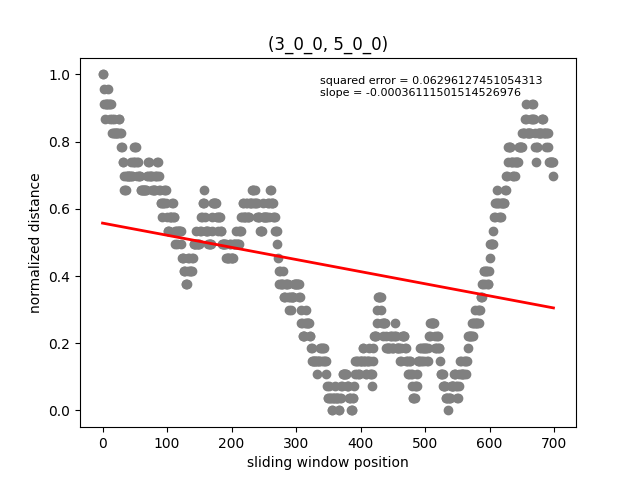 (3_0_0, 5_0_0)
squared error = 0.06296127451054313
slope = -0.00036111501514526976
1.0
0.8
0.6
0.4
0.2
0.0
normalized distance
0 100 200 300 400 500 600 700
sliding window position